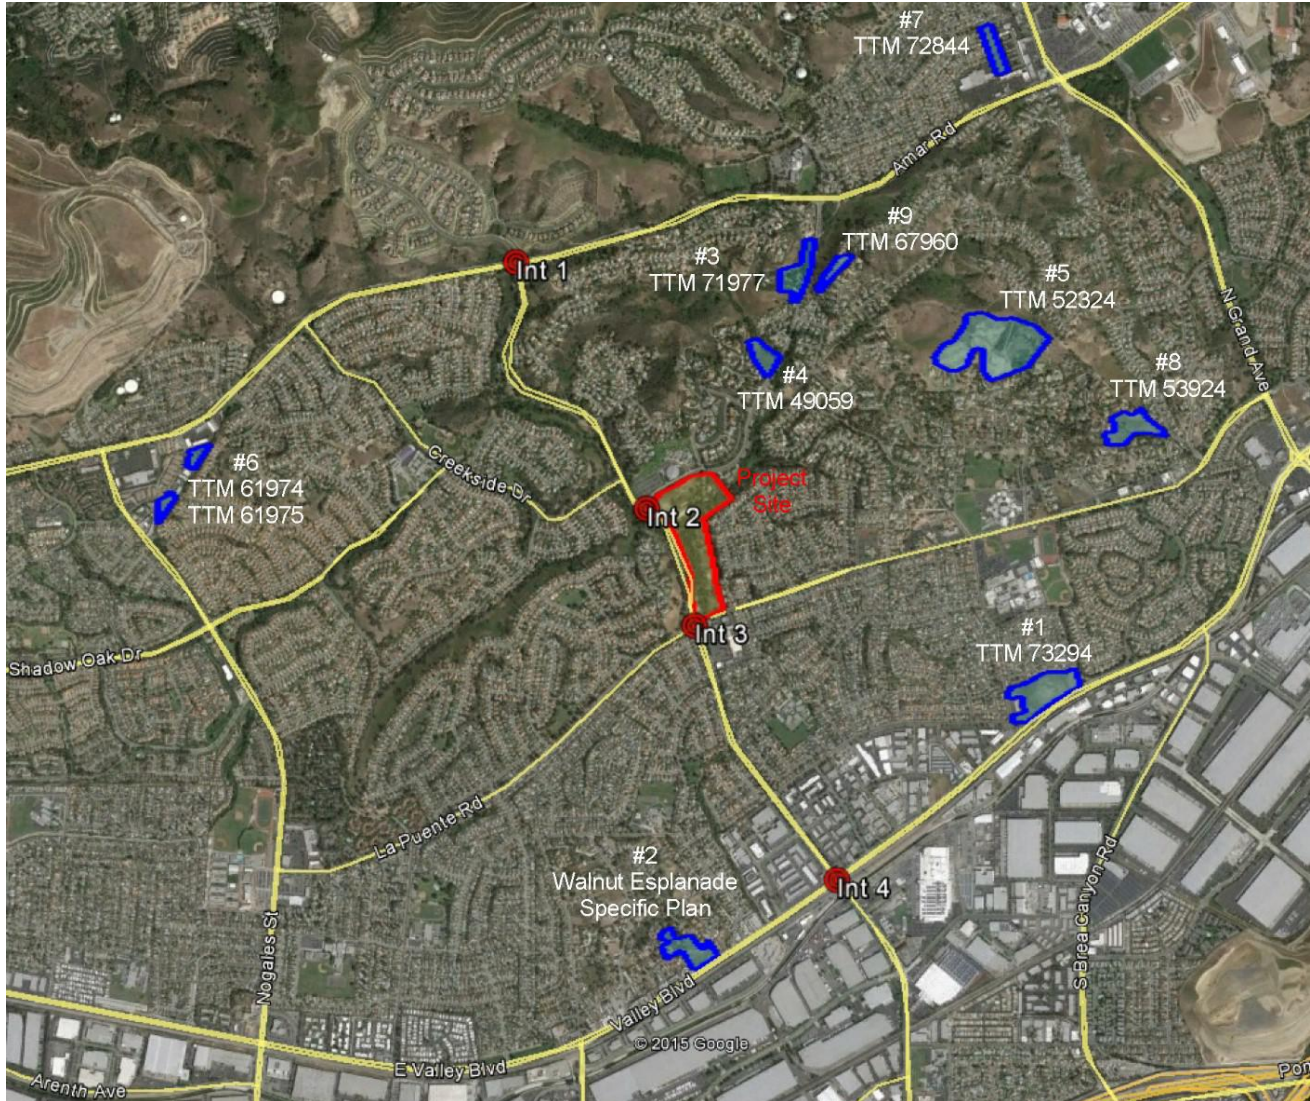 #7
TTM 72844
Amar Rd
#9
TTM 67960
#3
TTM 71977
Int 1
#5
TTM 52324
N Grand Ave
#4
TTM 49059
#8
TTM 53924
#6
TTM 61974
TTM 61975
Creekside Dr
Project
Site
Int 2
Int 3
#1
TTM 73294
Shadow Oak Dr
La Puente Rd
#2
Walnut Esplanade
Specific Plan
Int 4
S Brea Canyon Rd
Nogales St
Valley Blvd
© 2015 Google
E Valley Blvd
Arenth Ave
Pom